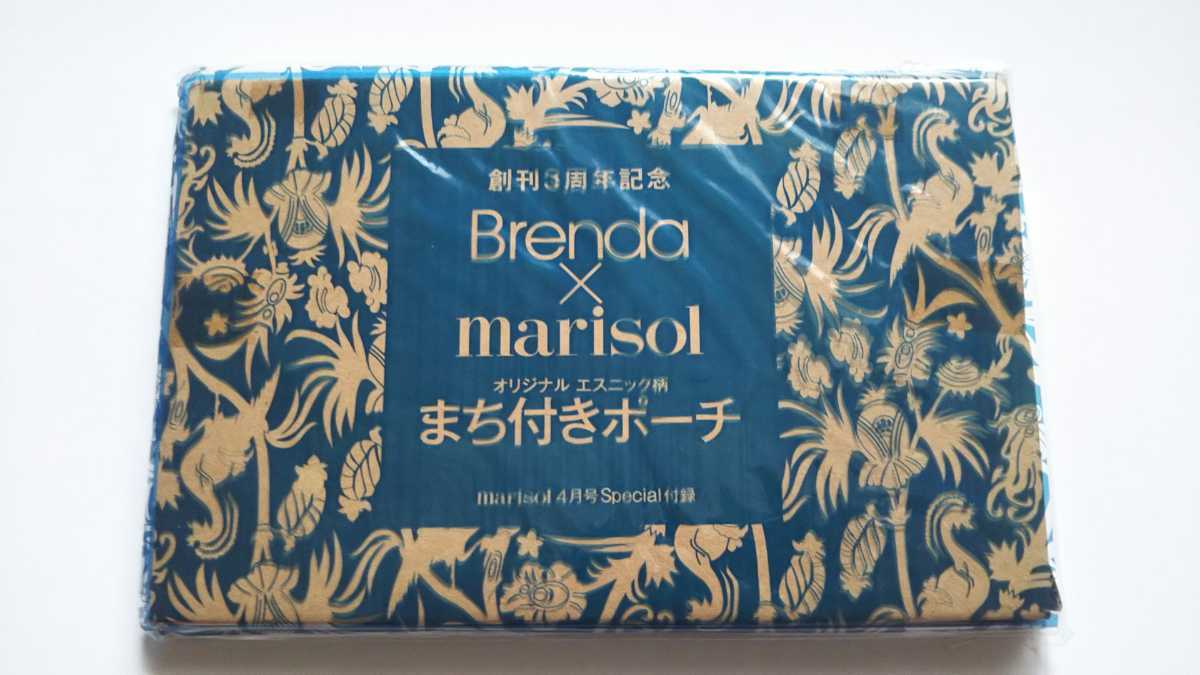 創刊3周年記念
Brenda
×
marisol
オリジナル エスニック柄
まち付きポーチ
marisol 4月号Special付録